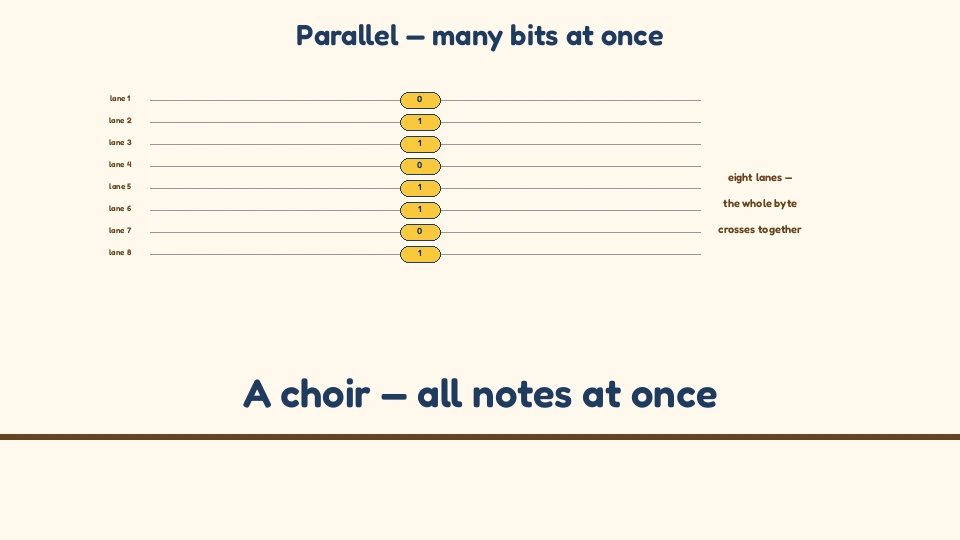 Parallel — many bits at once
lane 1
0
lane 2
1
lane 3
1
lane 4
0
lane 5
1
lane 6
1
lane 7
0
lane 8
1
eight lanes —
the whole byte
crosses together
A choir — all notes at once